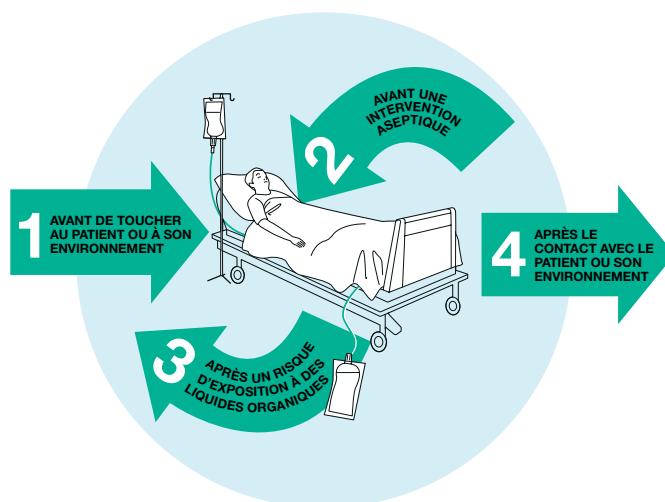 1
AVANT DE TOUCHER
AU PATIENT OU À SON
ENVIRONNEMENT
2
AVANT UNE
INTERVENTION
ASEPTIQUE
3
APRÈS UN RISQUE
D'EXPOSITION À DES
LIQUIDES ORGANIQUES
4
APRÈS LE
CONTACT AVEC LE
PATIENT OU SON
ENVIRONNEMENT